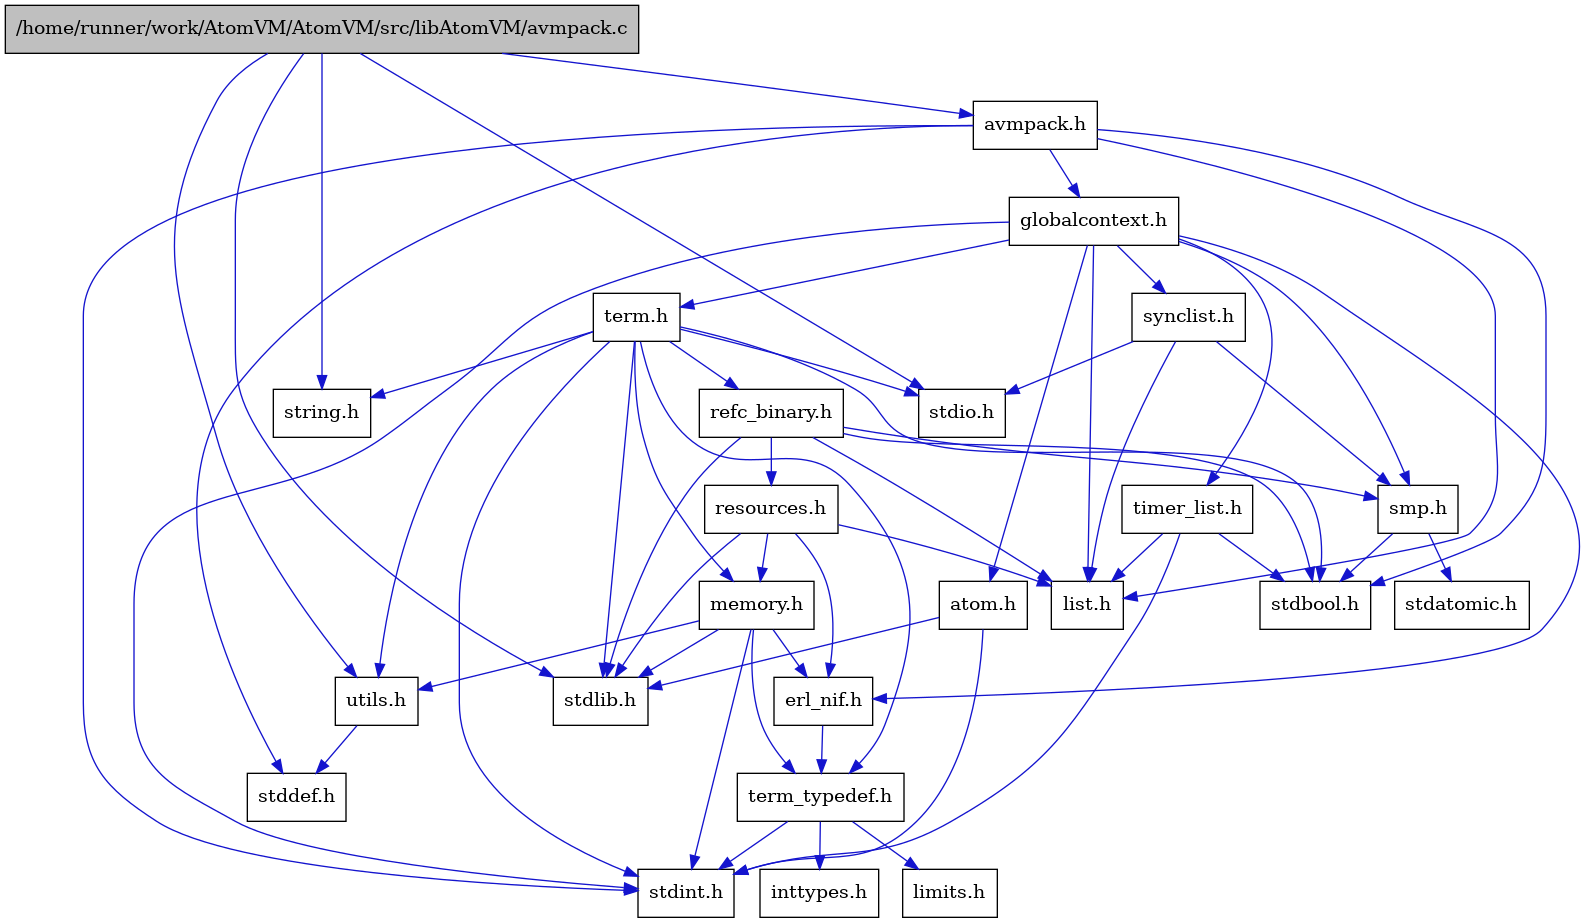 /home/runner/work/AtomVM/AtomVM/src/libAtomVM/avmpack.c
avmpack.h
globalcontext.h
term.h
synclist.h
string.h
refc_binary.h
stdio.h
resources.h
timer_list.h
smp.h
memory.h
atom.h
list.h
stdbool.h
stdatomic.h
utils.h
stdlib.h
erl_nif.h
stddef.h
term_typedef.h
stdint.h
inttypes.h
limits.h